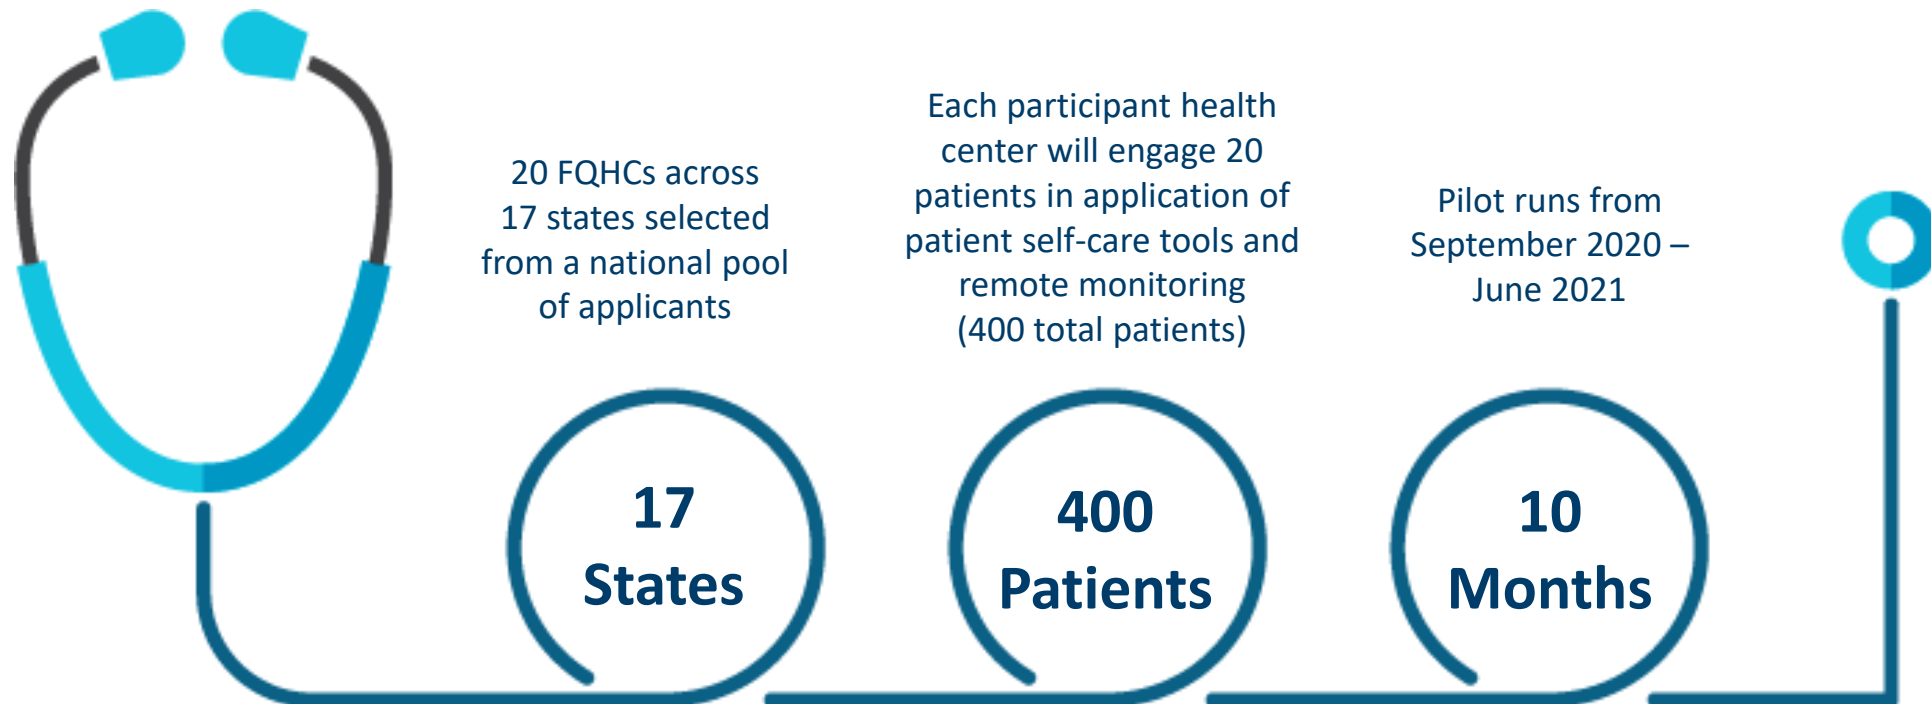 20 FQHCs across
17 states selected
from a national pool
of applicants
Each participant health
center will engage 20
patients in application of
patient self-care tools and
remote monitoring
(400 total patients)
Pilot runs from
September 2020 –
June 2021
17
States
400
Patients
10
Months